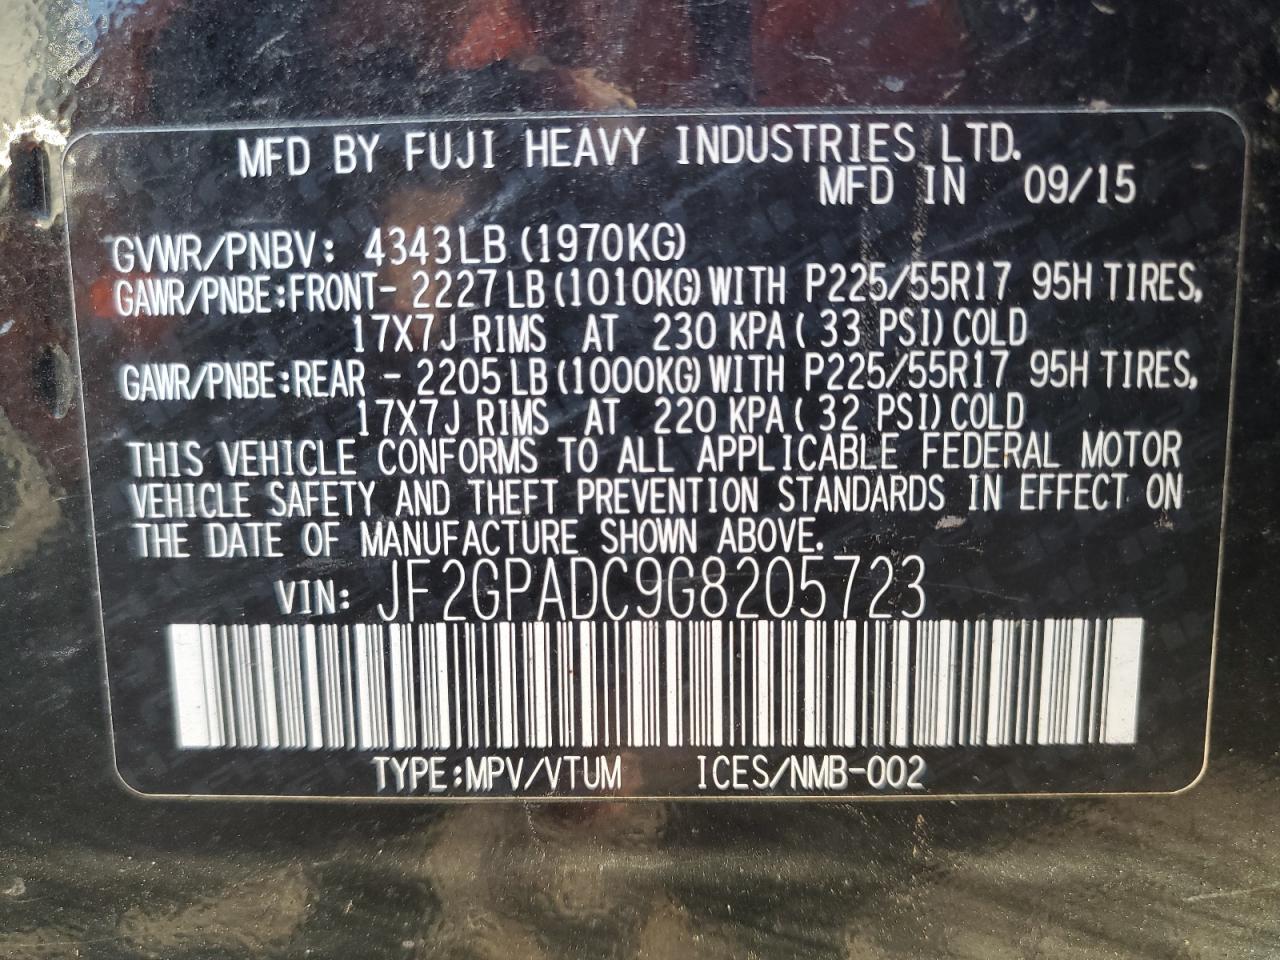 MFD BY FUJI HEAVY INDUSTRIES LTD.
MFD IN 09/15
GVWR/PNBV: 4343LB (1970KG)
GAWR/PNBE:FRONT- 2227 LB (1010KG) WITH P225/55R17 95H TIRES,
17X7J RIMS AT 230 KPA ( 33 PSI) COLD
GAWR/PNBE:REAR - 2205 LB (1000KG) WITH P225/55R17 95H TIRES,
17X7J RIMS AT 220 KPA ( 32 PSI) COLD
THIS VEHICLE CONFORMS TO ALL APPLICABLE FEDERAL MOTOR
VEHICLE SAFETY AND THEFT PREVENTION STANDARDS IN EFFECT ON
THE DATE OF MANUFACTURE SHOWN ABOVE.
VIN: JF2GPADC9G8205723
TYPE:MPV/VTUM ICES/NMB-002